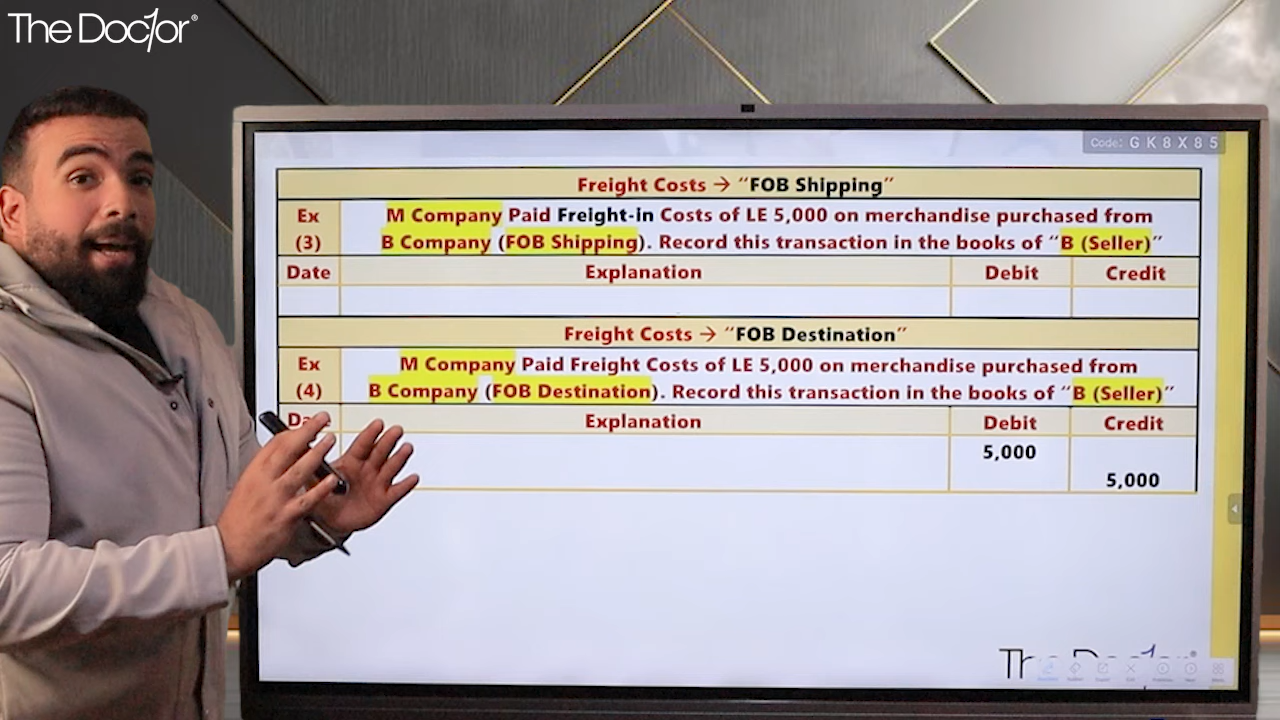 The Doctor®
Code: G K 8 X 8 5
Freight Costs → “FOB Shipping”
Ex
(3)
M Company Paid Freight-in Costs of LE 5,000 on merchandise purchased from
B Company (FOB Shipping). Record this transaction in the books of “B (Seller)”
Date Explanation Debit Credit
Freight Costs → “FOB Destination”
Ex
(4)
M Company Paid Freight Costs of LE 5,000 on merchandise purchased from
B Company (FOB Destination). Record this transaction in the books of “B (Seller)”
Explanation Debit Credit
5,000
5,000